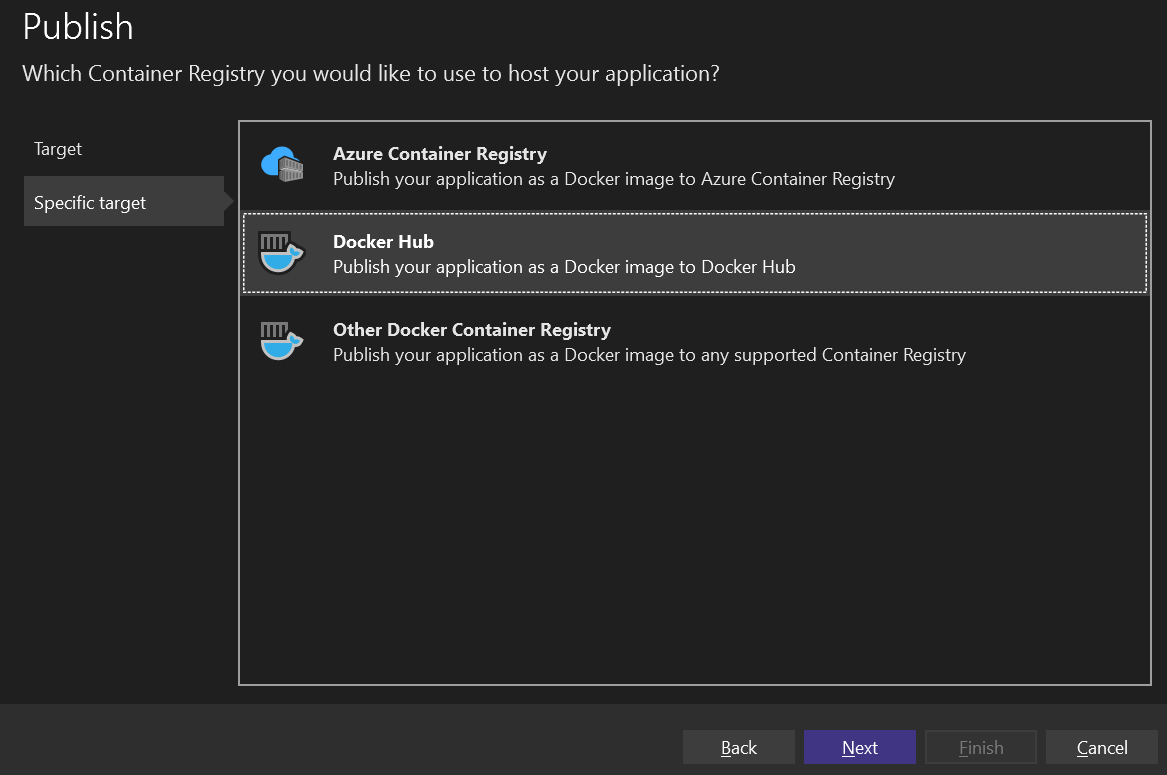 Publish
Which Container Registry you would like to use to host your application?
Target
Specific target
Azure Container Registry
Publish your application as a Docker image to Azure Container Registry
Docker Hub
Publish your application as a Docker image to Docker Hub
Other Docker Container Registry
Publish your application as a Docker image to any supported Container Registry
Back
Next
Finish
Cancel